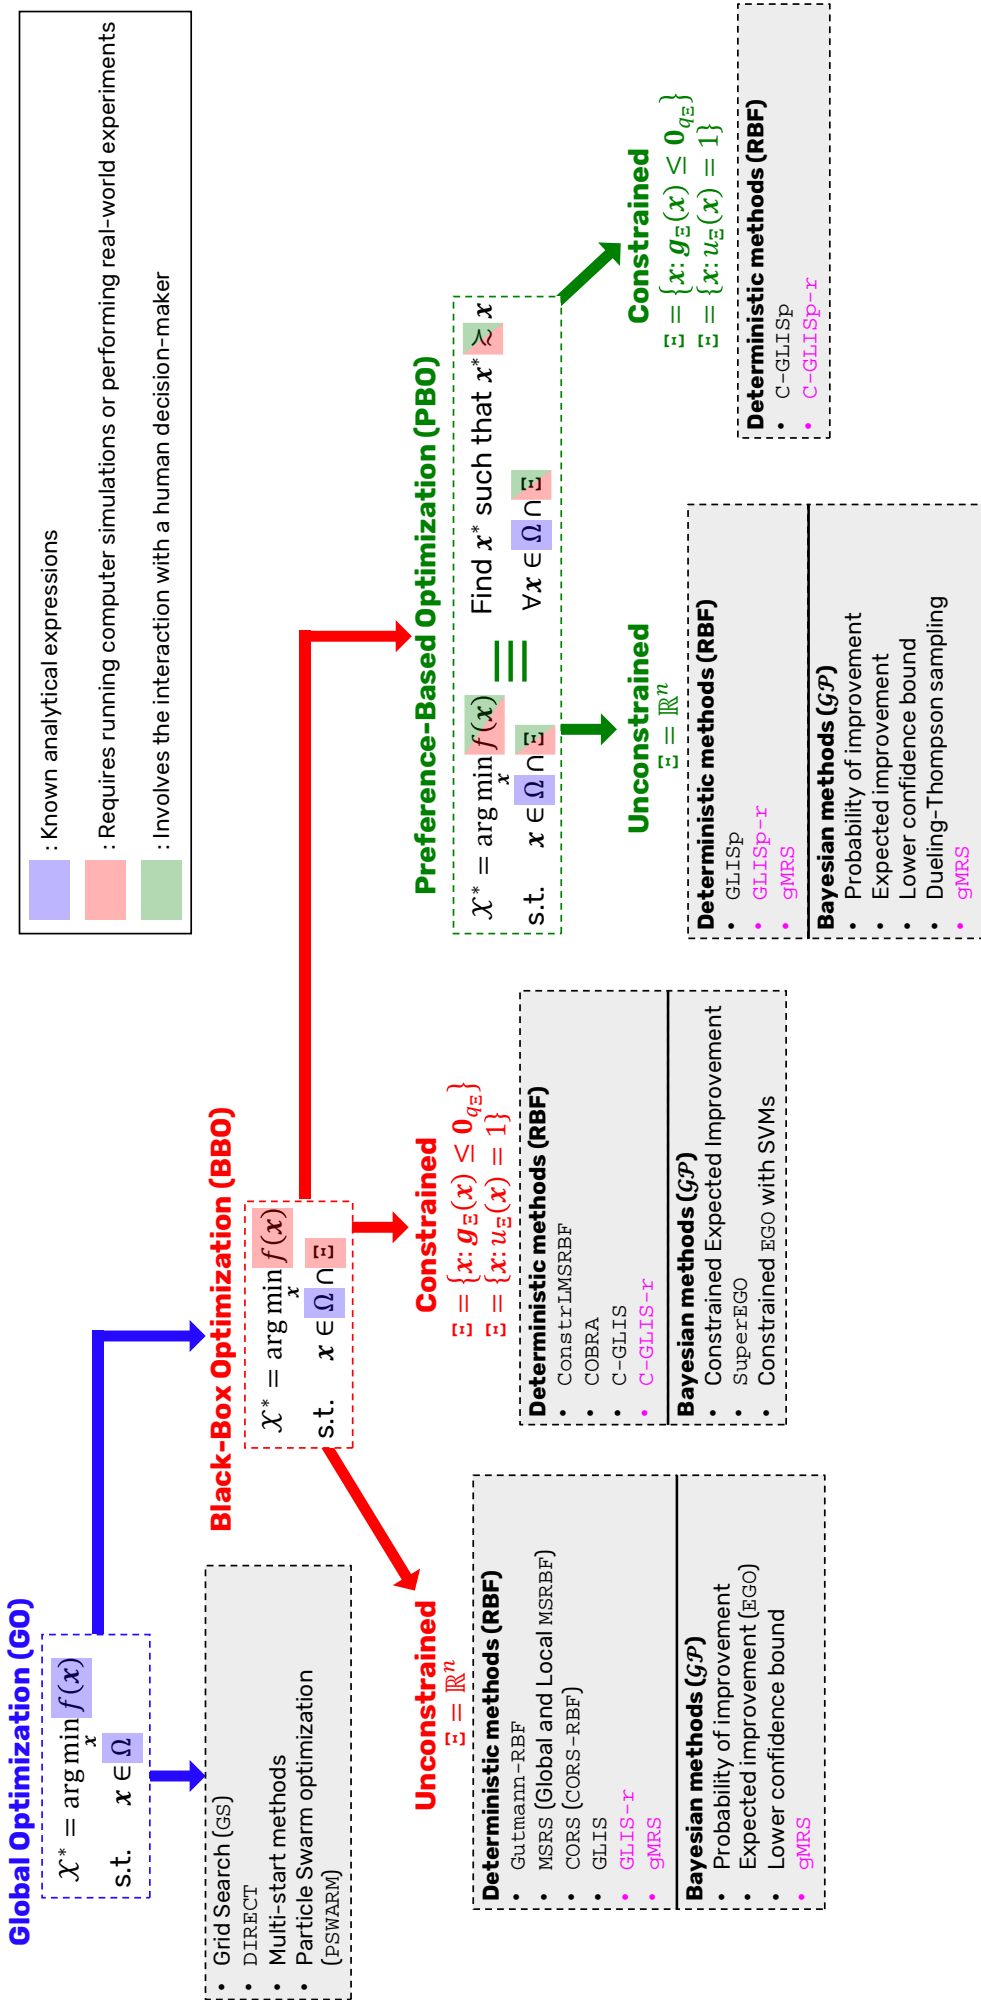 : Known analytical expressions
: Requires running computer simulations or performing real-world experiments
: Involves the interaction with a human decision-maker
Global Optimization (GO)
𝒳* = arg min f(x)
x
s.t. x ∈ Ω
• Grid Search (GS)
• DIRECT
• Multi-start methods
• Particle Swarm optimization
(PSWARM)
Black-Box Optimization (BBO)
𝒳* = arg min f(x)
x
s.t. x ∈ Ω ∩ Ξ
Unconstrained
Ξ = ℝⁿ
Deterministic methods (RBF)
• Gutmann-RBF
• MSRS (Global and Local MSRBF)
• CORS (CORS-RBF)
• GLIS
• GLIS-r
• gMRS
Bayesian methods (𝒢𝒫)
• Probability of improvement
• Expected improvement (EGO)
• Lower confidence bound
• gMRS
Constrained
Ξ = {x: g_Ξ(x) ≤ 0_{q_Ξ}}
Ξ = {x: u_Ξ(x) = 1}
Deterministic methods (RBF)
• ConstrLMSRBF
• COBRA
• C-GLIS
• C-GLIS-r
Bayesian methods (𝒢𝒫)
• Constrained Expected Improvement
• SuperEGO
• Constrained EGO with SVMs
Preference-Based Optimization (PBO)
𝒳* = arg min f(x)
x
s.t. x ∈ Ω ∩ Ξ
≡
Find x* such that x* ≿ x
∀x ∈ Ω ∩ Ξ
Unconstrained
Ξ = ℝⁿ
Deterministic methods (RBF)
• GLISp
• GLISp-r
• gMRS
Bayesian methods (𝒢𝒫)
• Probability of improvement
• Expected improvement
• Lower confidence bound
• Dueling-Thompson sampling
• gMRS
Constrained
Ξ = {x: g_Ξ(x) ≤ 0_{q_Ξ}}
Ξ = {x: u_Ξ(x) = 1}
Deterministic methods (RBF)
• C-GLISp
• C-GLISp-r